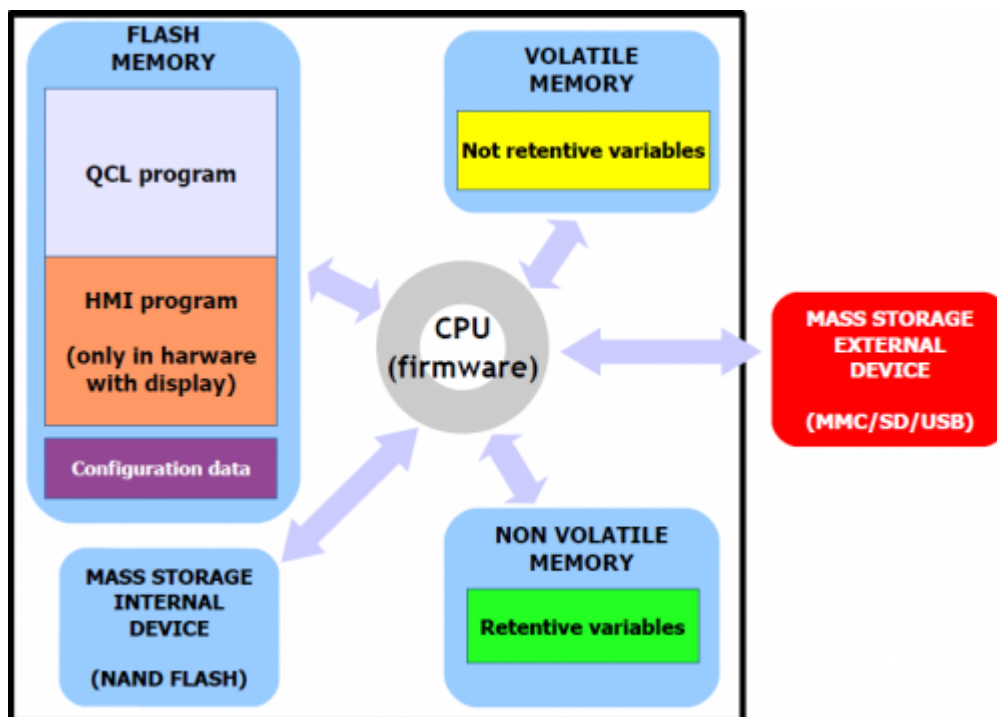 FLASH
MEMORY
QCL program
HMI program
(only in harware
with display)
Configuration data
VOLATILE
MEMORY
Not retentive variables
CPU
(firmware)
MASS STORAGE
EXTERNAL
DEVICE
(MMC/SD/USB)
MASS STORAGE
INTERNAL
DEVICE
(NAND FLASH)
NON VOLATILE
MEMORY
Retentive variables